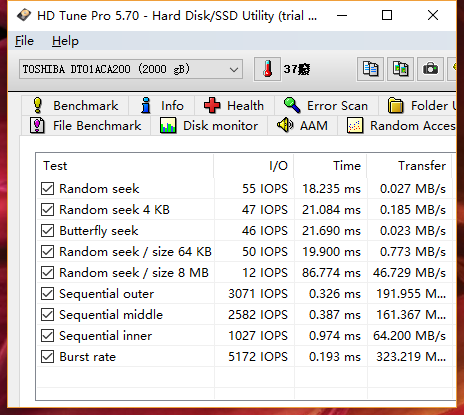 HD Tune Pro 5.70 - Hard Disk/SSD Utility (trial ...
File Help
TOSHIBA DT01ACA200 (2000 gB) 37癈
Benchmark Info Health Error Scan Folder U
File Benchmark Disk monitor AAM Random Acces
Test I/O Time Transfer
Random seek 55 IOPS 18.235 ms 0.027 MB/s
Random seek 4 KB 47 IOPS 21.084 ms 0.185 MB/s
Butterfly seek 46 IOPS 21.690 ms 0.023 MB/s
Random seek / size 64 KB 50 IOPS 19.900 ms 0.773 MB/s
Random seek / size 8 MB 12 IOPS 86.774 ms 46.729 MB/s
Sequential outer 3071 IOPS 0.326 ms 191.955 M...
Sequential middle 2582 IOPS 0.387 ms 161.367 M...
Sequential inner 1027 IOPS 0.974 ms 64.200 MB/s
Burst rate 5172 IOPS 0.193 ms 323.219 M...